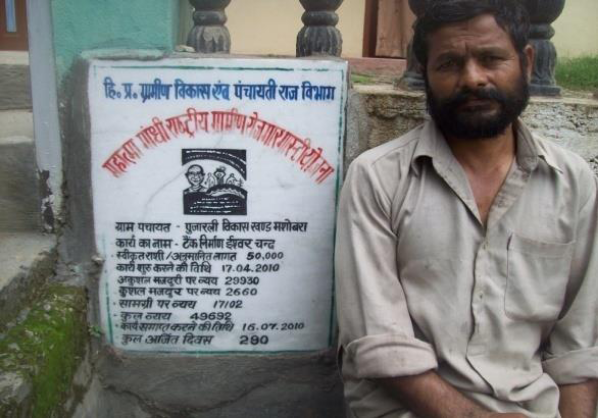 हि. प्र. ग्रामीण विकास एंव पंचायती राज विभाग
महात्मा गांधी राष्ट्रीय ग्रामीण रोजगार गारन्टी योजना
ग्राम पंचायत - पुजारली विकास खण्ड मशोबरा
कार्य का नाम - टैंक निर्माण ईश्वर चन्द
- स्वीकृत राशी / अनुमानित लागत 50,000
कार्य शुरु करने की तिथि 17.04.2010
अकुशल मजदूरी पर व्यय 29930
कुशल मजदूर पर व्यय 2660
- सामग्री पर व्यय 17102
- कुल व्यय 49692
- कार्य समाप्त करने की तिथि 16.07.2010
कुल अर्जित दिवस 290